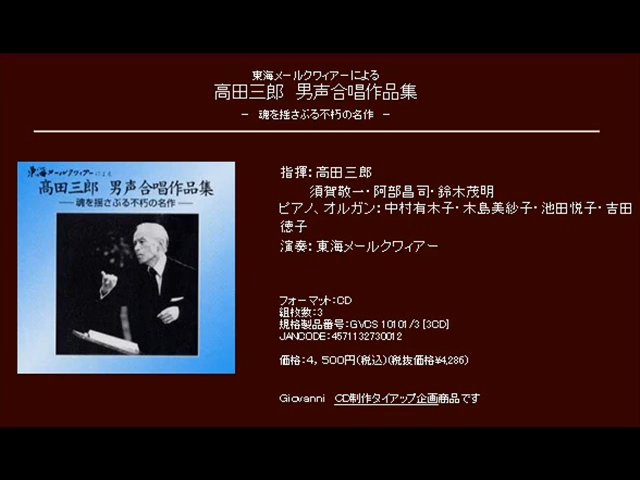 東海メールクワィアーによる
高田三郎 男声合唱作品集
－ 魂を揺さぶる不朽の名作 －
東海メールクワィアーによる
高田三郎 男声合唱作品集
──魂を揺さぶる不朽の名作──
指揮：高田三郎
須賀敬一・阿部昌司・鈴木茂明
ピアノ、オルガン：中村有木子・木島美紗子・池田悦子・吉田
徳子
演奏：東海メールクワィアー
フォーマット：CD
組枚数：3
規格製品番号：GVCS 10101/3 [3CD]
JANCODE：4571132730012
価格：4，500円（税込）（税抜価格¥4,286）
Giovanni CD制作タイアップ企画商品です